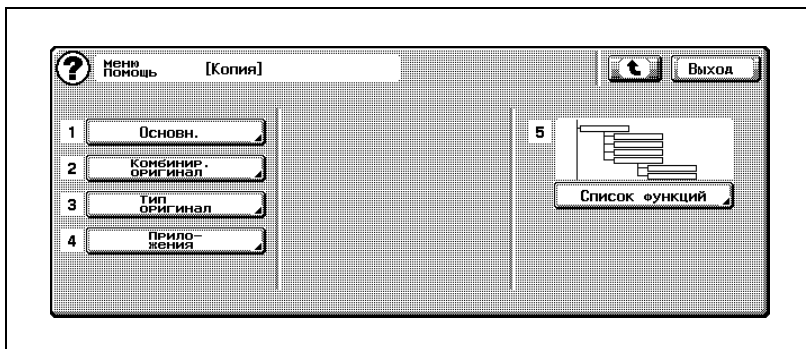 ?
Меню
Помощь [Копия]
Выход
1 Основн.
2 Комбинир.
оригинал
3 Тип
оригинал
4 Прило-
жения
5
Список функций